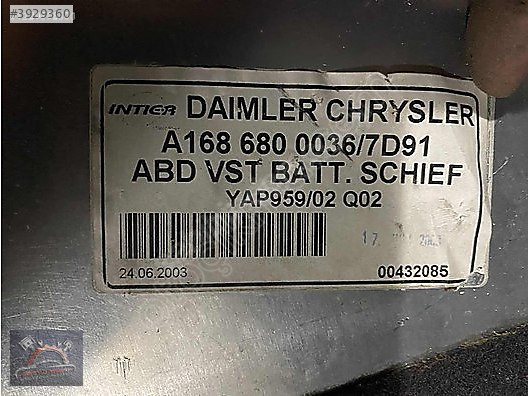 #3929360
INTIER DAIMLER CHRYSLER
A168 680 0036/7D91
ABD VST BATT. SCHIEF
YAP959/02 Q02
17
24.06.2003
00432085